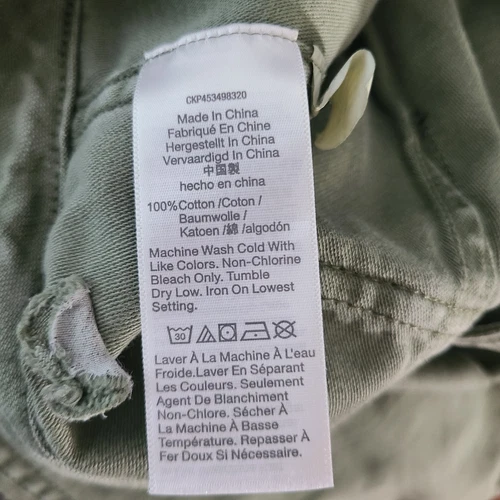 CKP453498320
Made In China
Fabriqué En Chine
Hergestellt In China
Vervaardigd In China
中国製
hecho en china
100%Cotton /Coton /
Baumwolle /
Katoen /綿 /algodón
Machine Wash Cold With
Like Colors. Non-Chlorine
Bleach Only. Tumble
Dry Low. Iron On Lowest
Setting.
30
Laver À La Machine À L'eau
Froide.Laver En Séparant
Les Couleurs. Seulement
Agent De Blanchiment
Non-Chlore. Sécher À
La Machine À Basse
Température. Repasser À
Fer Doux Si Nécessaire.